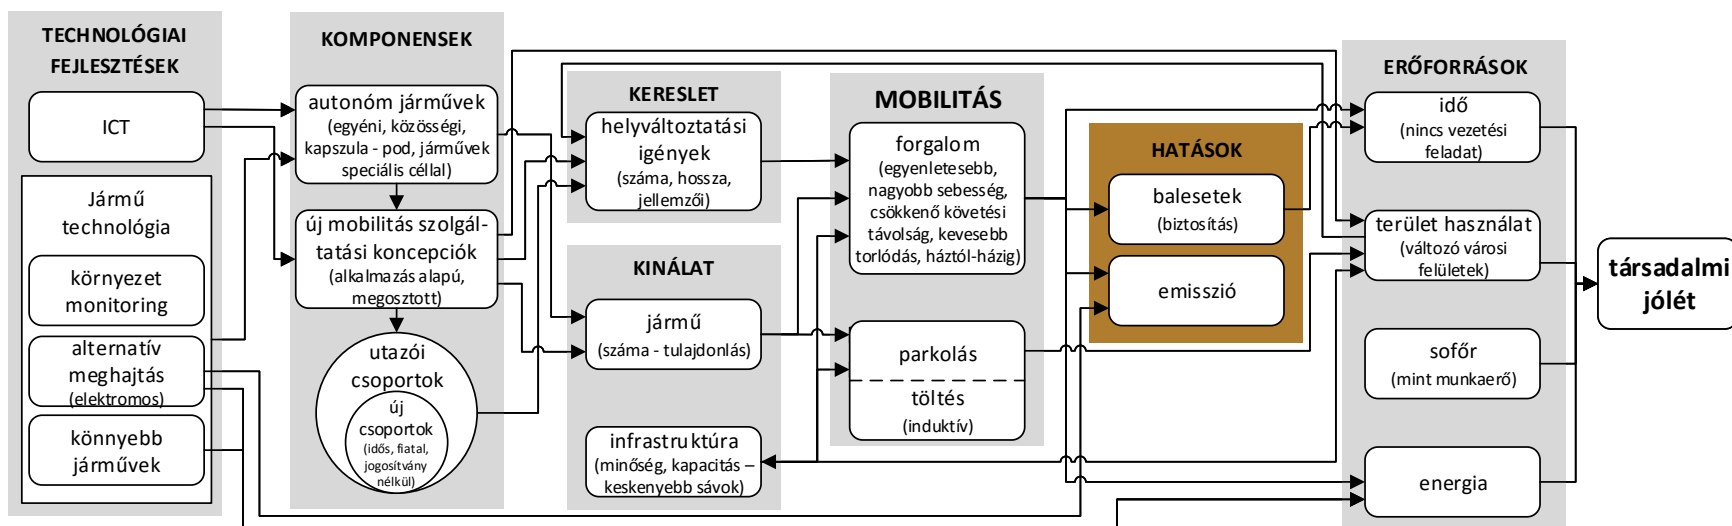 TECHNOLÓGIAI
FEJLESZTÉSEK
ICT
Jármű
technológia
környezet
monitoring
alternatív
meghajtás
(elektromos)
könnyebb
járművek
KOMPONENSEK
autonóm járművek
(egyéni, közösségi,
kapszula - pod, járművek
speciális céllal)
új mobilitás szolgál-
tatási koncepciók
(alkalmazás alapú,
megosztott)
utazói
csoportok
új
csoportok
(idős, fiatal,
jogosítvány
nélkül)
KERESLET
helyváltoztatási
igények
(száma, hossza,
jellemzői)
KINÁLAT
jármű
(száma - tulajdonlás)
infrastruktúra
(minőség, kapacitás –
keskenyebb sávok)
MOBILITÁS
forgalom
(egyenletesebb,
nagyobb sebesség,
csökkenő követési
távolság, kevesebb
torlódás, háztól-házig)
parkolás
töltés
(induktív)
HATÁSOK
balesetek
(biztosítás)
emisszió
ERŐFORRÁSOK
idő
(nincs vezetési
feladat)
terület használat
(változó városi
felületek)
sofőr
(mint munkaerő)
energia
társadalmi
jólét